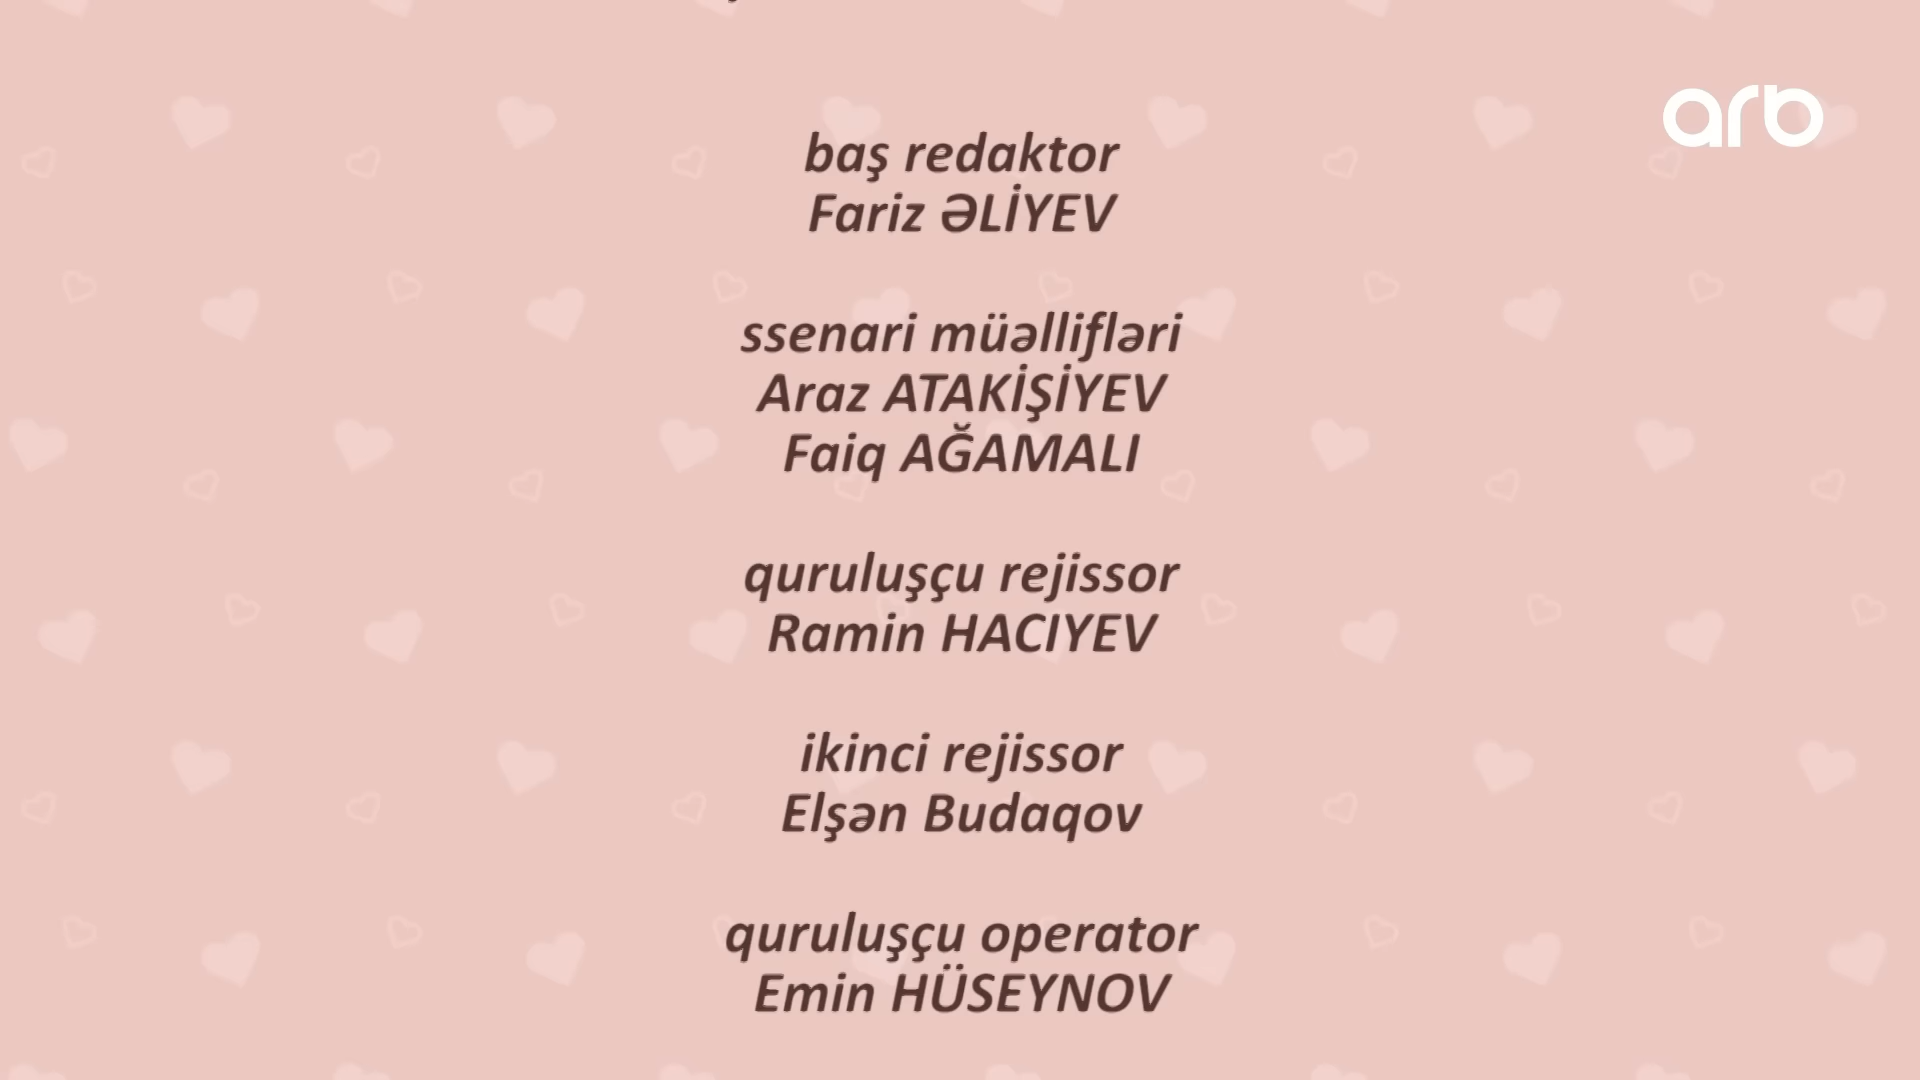 arb
baş redaktor
Fariz ƏLİYEV
ssenari müəllifləri
Araz ATAKİŞİYEV
Faiq AĞAMALI
quruluşçu rejissor
Ramin HACIYEV
ikinci rejissor
Elşən Budaqov
quruluşçu operator
Emin HÜSEYNOV